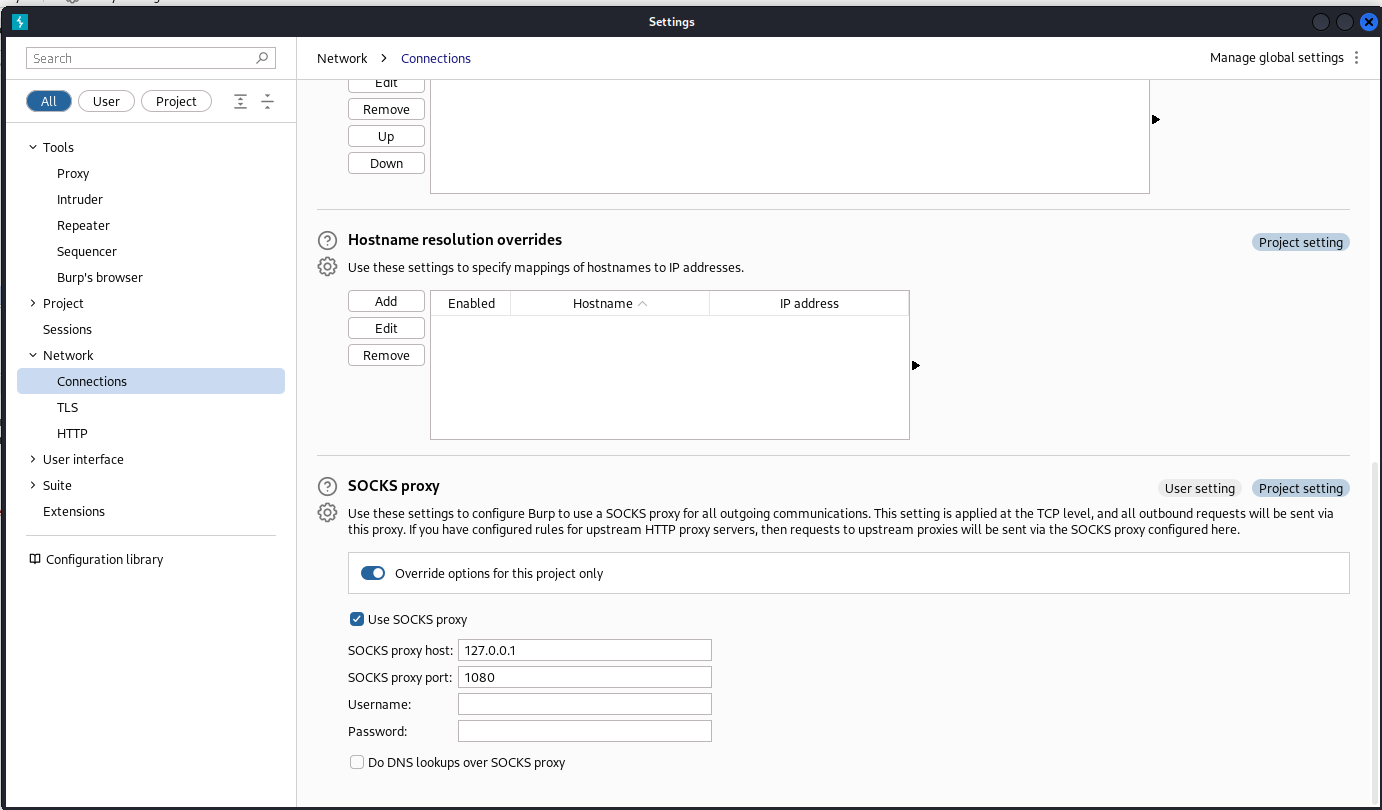 Settings
Search
Network > Connections
Manage global settings
All
User
Project
Tools
Proxy
Intruder
Repeater
Sequencer
Burp's browser
Project
Sessions
Network
Connections
TLS
HTTP
User interface
Suite
Extensions
Configuration library
Edit
Remove
Up
Down
Hostname resolution overrides
Project setting
Use these settings to specify mappings of hostnames to IP addresses.
Add
Edit
Remove
Enabled Hostname IP address
SOCKS proxy
User setting Project setting
Use these settings to configure Burp to use a SOCKS proxy for all outgoing communications. This setting is applied at the TCP level, and all outbound requests will be sent via
this proxy. If you have configured rules for upstream HTTP proxy servers, then requests to upstream proxies will be sent via the SOCKS proxy configured here.
Override options for this project only
Use SOCKS proxy
SOCKS proxy host: 127.0.0.1
SOCKS proxy port: 1080
Username:
Password:
Do DNS lookups over SOCKS proxy